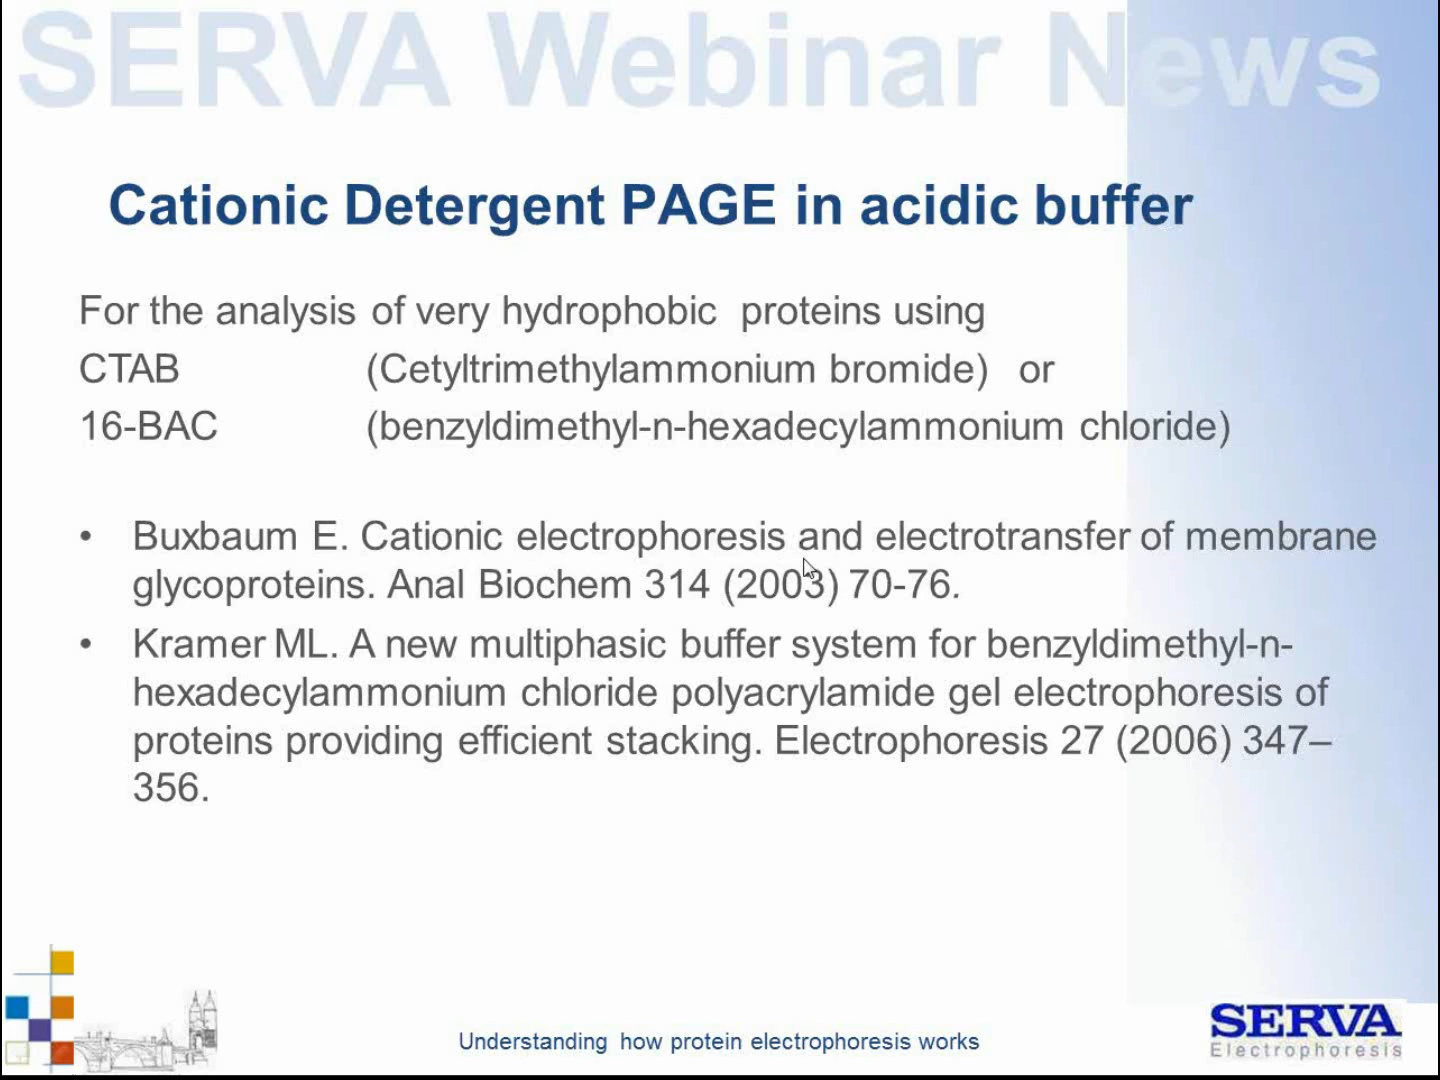 SERVA Webinar News
Cationic Detergent PAGE in acidic buffer
For the analysis of very hydrophobic proteins using
CTAB (Cetyltrimethylammonium bromide) or
16-BAC (benzyldimethyl-n-hexadecylammonium chloride)
• Buxbaum E. Cationic electrophoresis and electrotransfer of membrane
glycoproteins. Anal Biochem 314 (2003) 70-76.
• Kramer ML. A new multiphasic buffer system for benzyldimethyl-n-
hexadecylammonium chloride polyacrylamide gel electrophoresis of
proteins providing efficient stacking. Electrophoresis 27 (2006) 347–
356.
Understanding how protein electrophoresis works
SERVA
Electrophoresis